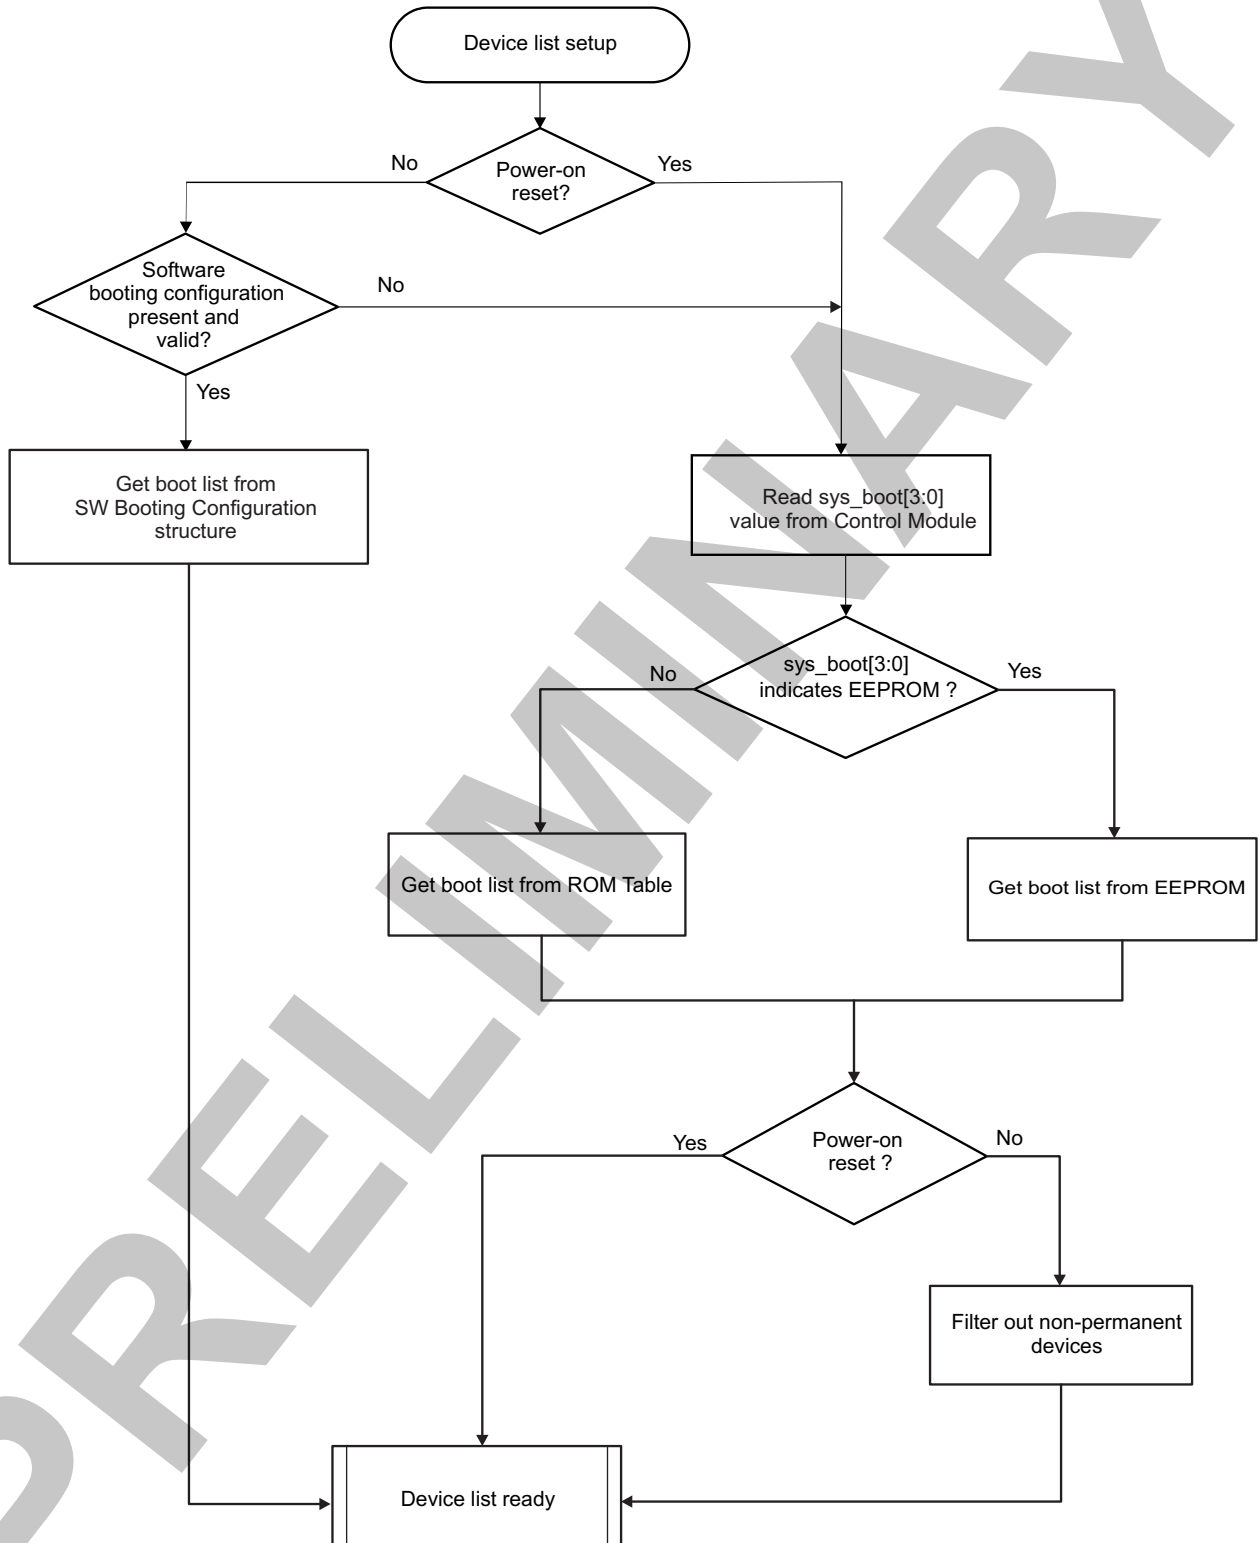 Device list setup
Power-on
reset?
No
Yes
Software
booting configuration
present and
valid?
No
Yes
Get boot list from
SW Booting Configuration
structure
Read sys_boot[3:0]
value from Control Module
sys_boot[3:0]
indicates EEPROM ?
No
Yes
Get boot list from ROM Table
Get boot list from EEPROM
Power-on
reset ?
Yes
No
Filter out non-permanent
devices
Device list ready
PRELIMINARY